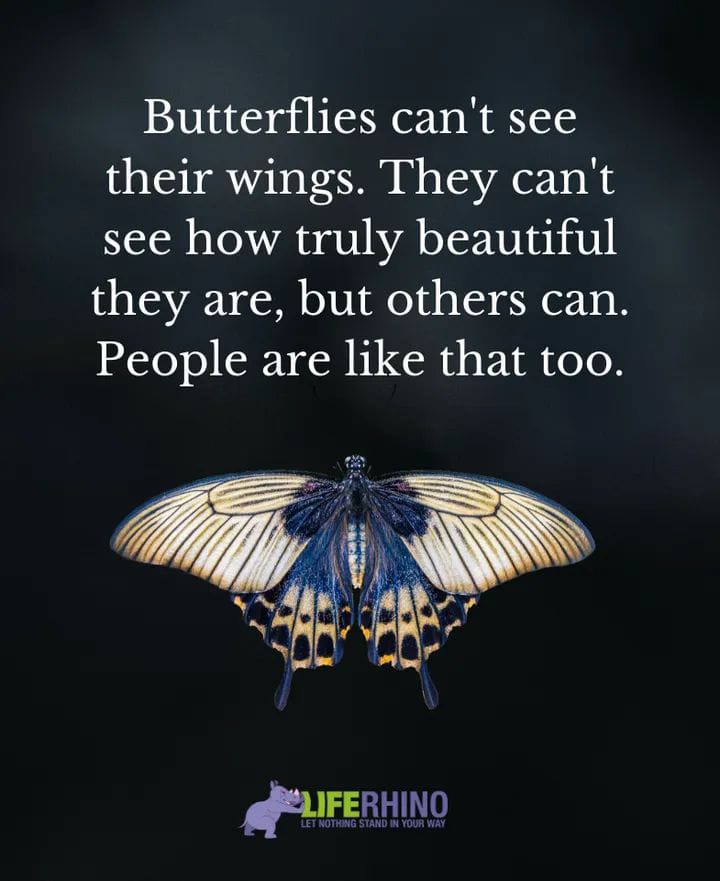 Butterflies can't see
their wings. They can't
see how truly beautiful
they are, but others can.
People are like that too.
LIFERHINO
LET NOTHING STAND IN YOUR WAY